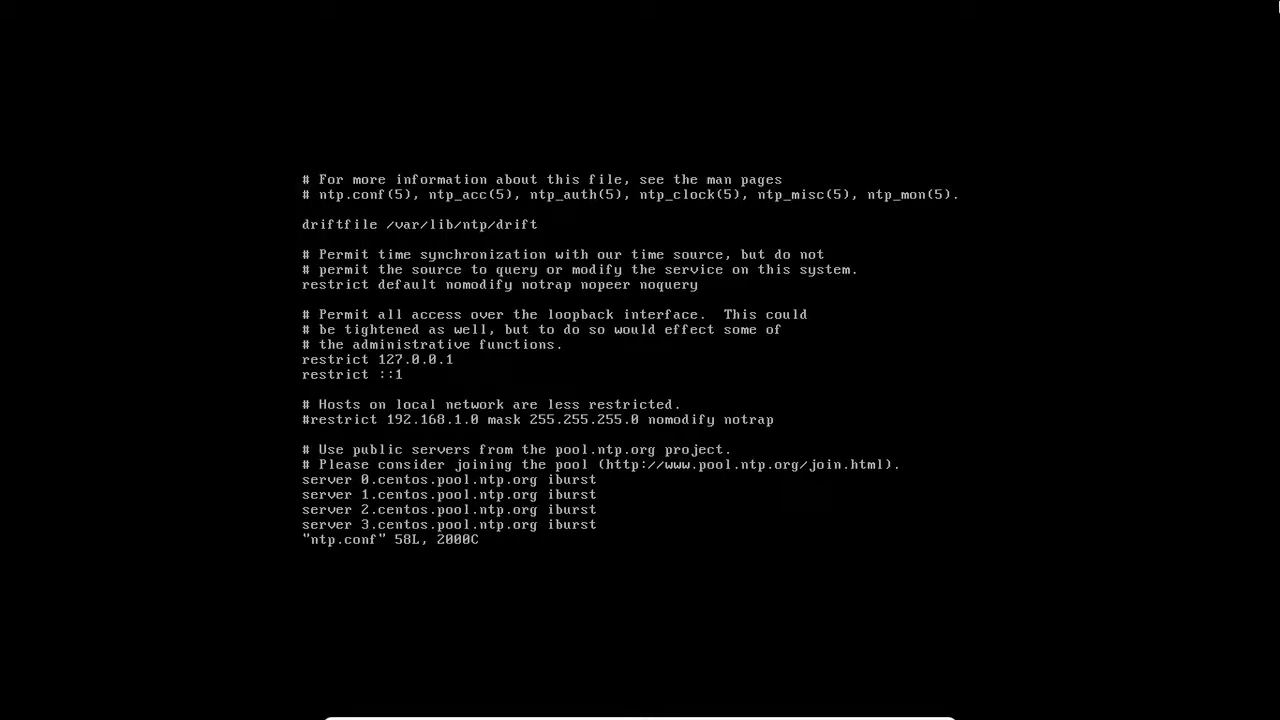 # For more information about this file, see the man pages
# ntp.conf(5), ntp_acc(5), ntp_auth(5), ntp_clock(5), ntp_misc(5), ntp_mon(5).
driftfile /var/lib/ntp/drift
# Permit time synchronization with our time source, but do not
# permit the source to query or modify the service on this system.
restrict default nomodify notrap nopeer noquery
# Permit all access over the loopback interface.  This could
# be tightened as well, but to do so would effect some of
# the administrative functions.
restrict 127.0.0.1
restrict ::1
# Hosts on local network are less restricted.
#restrict 192.168.1.0 mask 255.255.255.0 nomodify notrap
# Use public servers from the pool.ntp.org project.
# Please consider joining the pool (http://www.pool.ntp.org/join.html).
server 0.centos.pool.ntp.org iburst
server 1.centos.pool.ntp.org iburst
server 2.centos.pool.ntp.org iburst
server 3.centos.pool.ntp.org iburst
"ntp.conf" 58L, 2000C